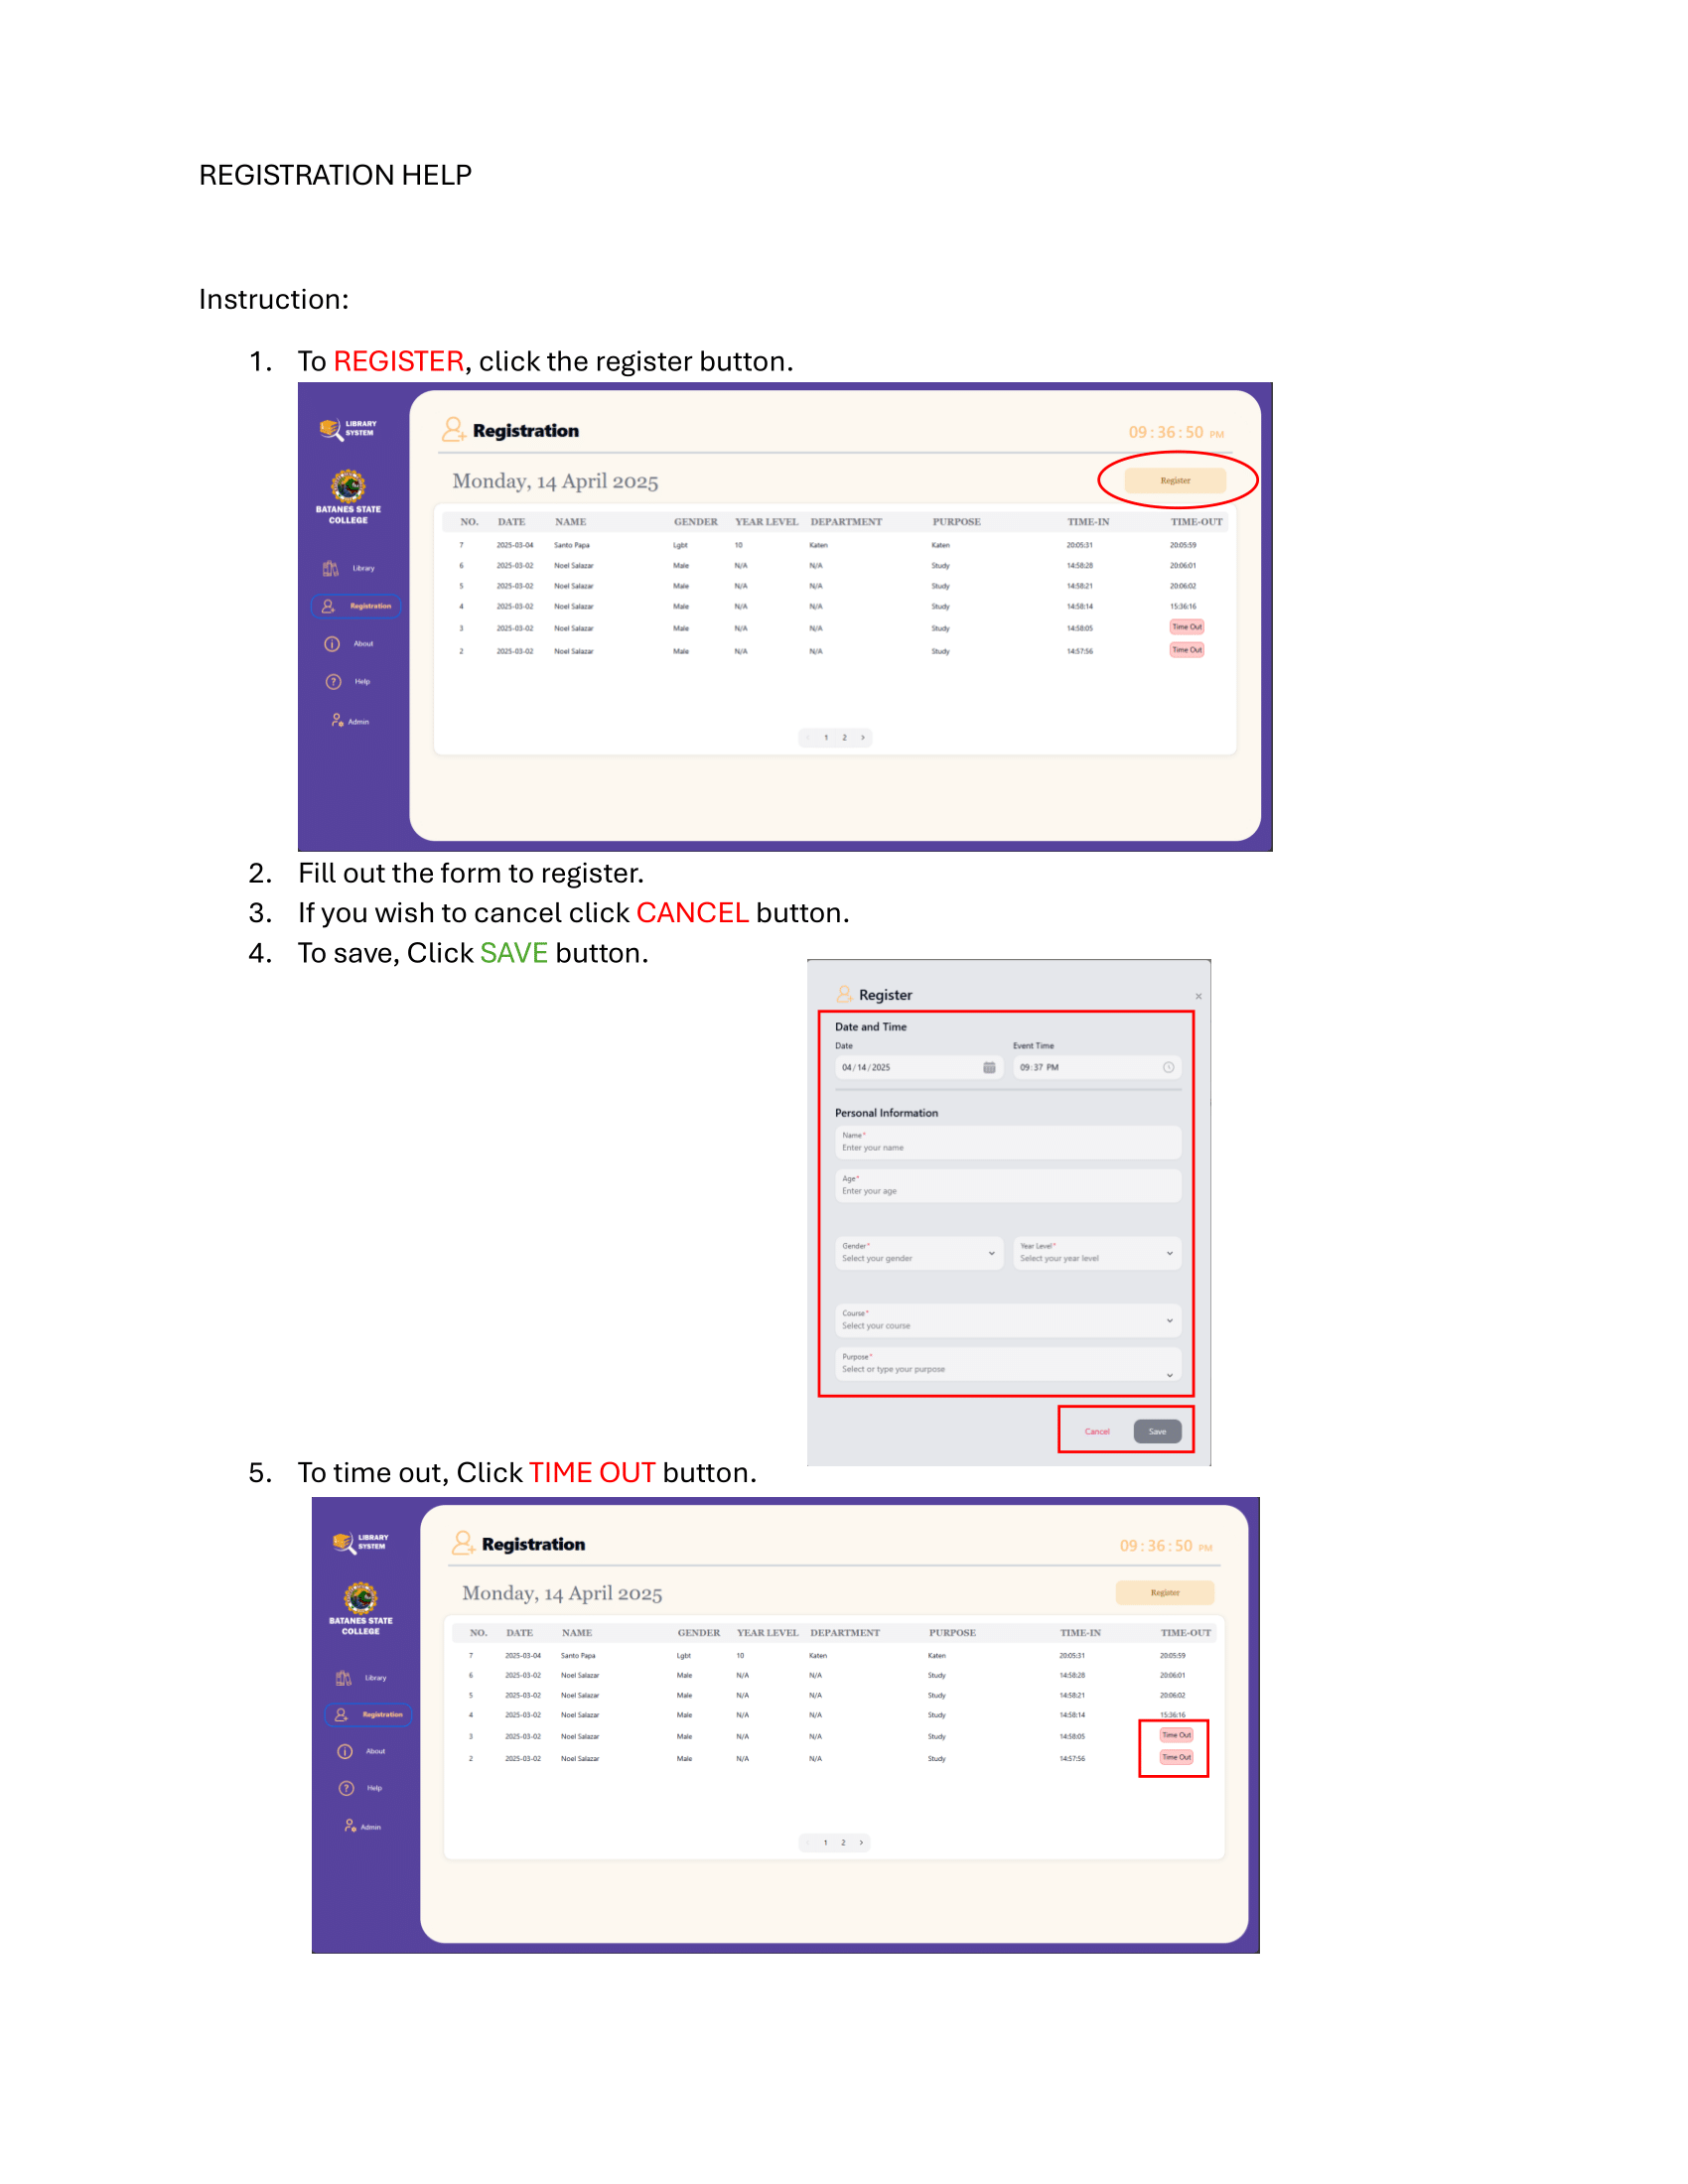 REGISTRATION HELP
Instruction:
1. To REGISTER, click the register button.
LIBRARY
SYSTEM
BATANES STATE
COLLEGE
Library
Registration
About
Help
Admin
Registration
09 : 36 : 50 PM
Monday, 14 April 2025
Register
NO. DATE NAME GENDER YEAR LEVEL DEPARTMENT PURPOSE TIME-IN TIME-OUT
7 2025-03-04 Santo Papa Lgbt 10 Katen Katen 20:05:31 20:05:59
6 2025-03-02 Noel Salazar Male N/A N/A Study 14:58:28 20:06:01
5 2025-03-02 Noel Salazar Male N/A N/A Study 14:58:21 20:06:02
4 2025-03-02 Noel Salazar Male N/A N/A Study 14:58:14 15:36:16
3 2025-03-02 Noel Salazar Male N/A N/A Study 14:58:05 Time Out
2 2025-03-02 Noel Salazar Male N/A N/A Study 14:57:56 Time Out
< 1 2 >
2. Fill out the form to register.
3. If you wish to cancel click CANCEL button.
4. To save, Click SAVE button.
Register ×
Date and Time
Date Event Time
04/14/2025 09:37 PM
Personal Information
Name*
Enter your name
Age*
Enter your age
Gender* Year Level*
Select your gender Select your year level
Course*
Select your course
Purpose*
Select or type your purpose
Cancel Save
5. To time out, Click TIME OUT button.
LIBRARY
SYSTEM
BATANES STATE
COLLEGE
Library
Registration
About
Help
Admin
Registration
09 : 36 : 50 PM
Monday, 14 April 2025
Register
NO. DATE NAME GENDER YEAR LEVEL DEPARTMENT PURPOSE TIME-IN TIME-OUT
7 2025-03-04 Santo Papa Lgbt 10 Katen Katen 20:05:31 20:05:59
6 2025-03-02 Noel Salazar Male N/A N/A Study 14:58:28 20:06:01
5 2025-03-02 Noel Salazar Male N/A N/A Study 14:58:21 20:06:02
4 2025-03-02 Noel Salazar Male N/A N/A Study 14:58:14 15:36:16
3 2025-03-02 Noel Salazar Male N/A N/A Study 14:58:05 Time Out
2 2025-03-02 Noel Salazar Male N/A N/A Study 14:57:56 Time Out
< 1 2 >